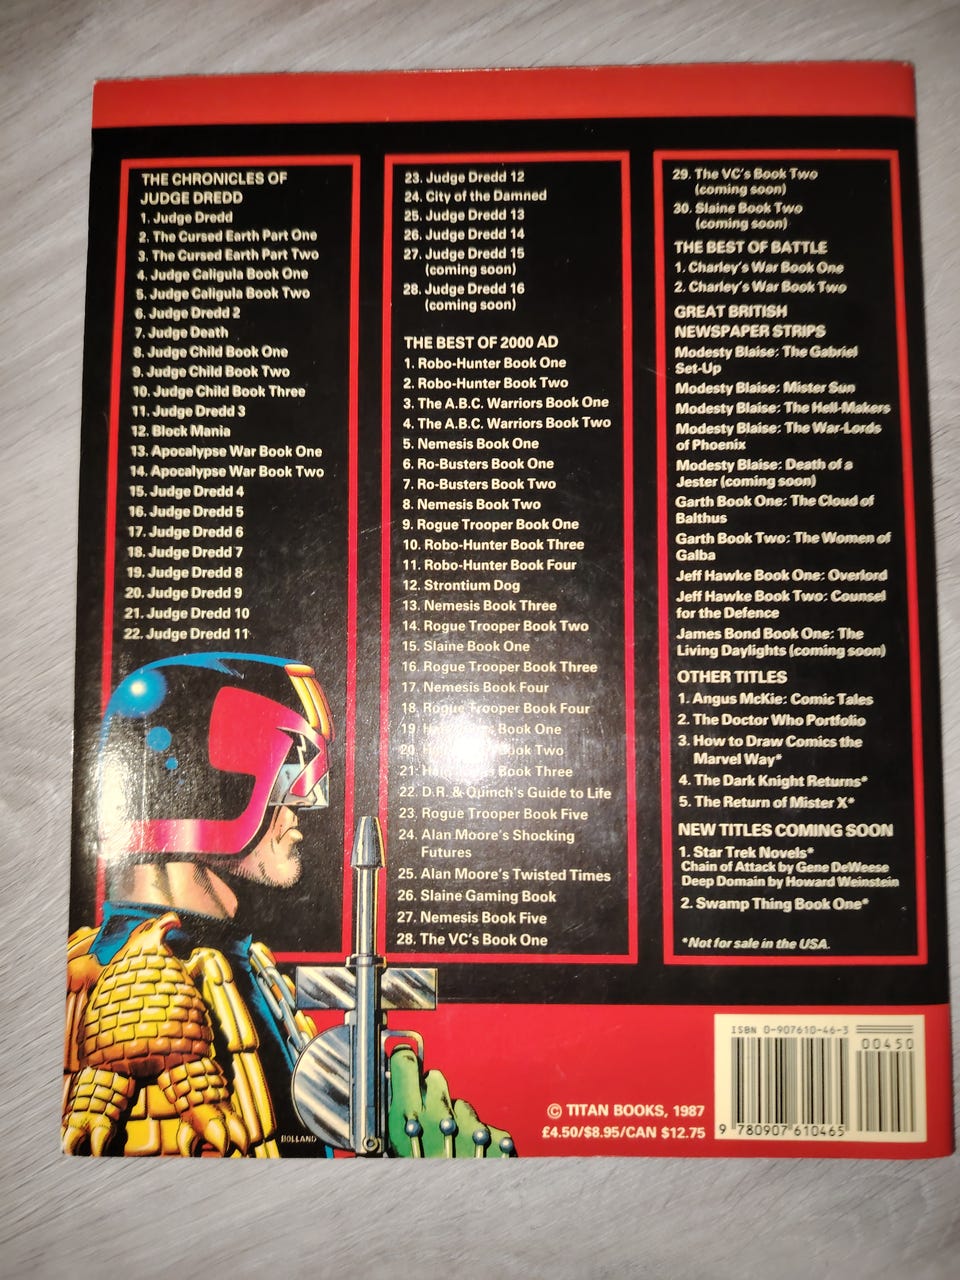 THE CHRONICLES OF
JUDGE DREDD
1. Judge Dredd
2. The Cursed Earth Part One
3. The Cursed Earth Part Two
4. Judge Caligula Book One
5. Judge Caligula Book Two
6. Judge Dredd 2
7. Judge Death
8. Judge Child Book One
9. Judge Child Book Two
10. Judge Child Book Three
11. Judge Dredd 3
12. Block Mania
13. Apocalypse War Book One
14. Apocalypse War Book Two
15. Judge Dredd 4
16. Judge Dredd 5
17. Judge Dredd 6
18. Judge Dredd 7
19. Judge Dredd 8
20. Judge Dredd 9
21. Judge Dredd 10
22. Judge Dredd 11
23. Judge Dredd 12
24. City of the Damned
25. Judge Dredd 13
26. Judge Dredd 14
27. Judge Dredd 15
(coming soon)
28. Judge Dredd 16
(coming soon)
THE BEST OF 2000 AD
1. Robo-Hunter Book One
2. Robo-Hunter Book Two
3. The A.B.C. Warriors Book One
4. The A.B.C. Warriors Book Two
5. Nemesis Book One
6. Ro-Busters Book One
7. Ro-Busters Book Two
8. Nemesis Book Two
9. Rogue Trooper Book One
10. Robo-Hunter Book Three
11. Robo-Hunter Book Four
12. Strontium Dog
13. Nemesis Book Three
14. Rogue Trooper Book Two
15. Slaine Book One
16. Rogue Trooper Book Three
17. Nemesis Book Four
18. Rogue Trooper Book Four
19. Book One
20. Book Two
21. Book Three
22. D.R. & Quinch's Guide to Life
23. Rogue Trooper Book Five
24. Alan Moore's Shocking
Futures
25. Alan Moore's Twisted Times
26. Slaine Gaming Book
27. Nemesis Book Five
28. The VC's Book One
29. The VC's Book Two
(coming soon)
30. Slaine Book Two
(coming soon)
THE BEST OF BATTLE
1. Charley's War Book One
2. Charley's War Book Two
GREAT BRITISH
NEWSPAPER STRIPS
Modesty Blaise: The Gabriel
Set-Up
Modesty Blaise: Mister Sun
Modesty Blaise: The Hell-Makers
Modesty Blaise: The War-Lords
of Phoenix
Modesty Blaise: Death of a
Jester (coming soon)
Garth Book One: The Cloud of
Balthus
Garth Book Two: The Women of
Galba
Jeff Hawke Book One: Overlord
Jeff Hawke Book Two: Counsel
for the Defence
James Bond Book One: The
Living Daylights (coming soon)
OTHER TITLES
1. Angus McKie: Comic Tales
2. The Doctor Who Portfolio
3. How to Draw Comics the
Marvel Way*
4. The Dark Knight Returns*
5. The Return of Mister X*
NEW TITLES COMING SOON
1. Star Trek Novels*
Chain of Attack by Gene DeWeese
Deep Domain by Howard Weinstein
2. Swamp Thing Book One*
*Not for sale in the USA.
BOLLAND
© TITAN BOOKS, 1987
£4.50/$8.95/CAN $12.75
ISBN 0-907610-46-3
00450
9 780907 610465